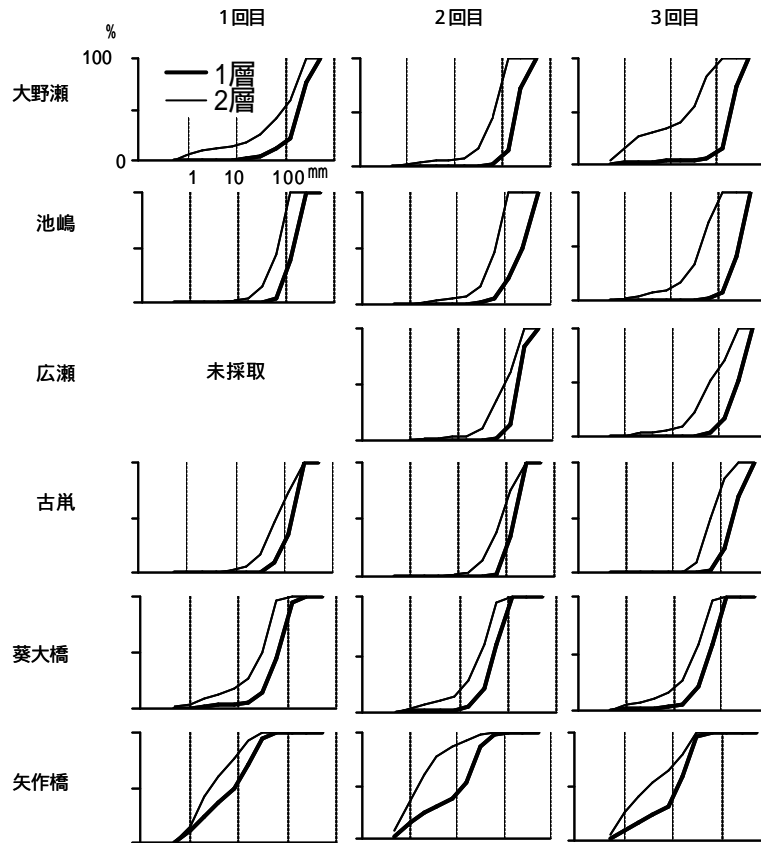 1回目 2回目 3回目
%
100
大野瀬
1層
2層
0
1 10 100 mm
池嶋
広瀬
未採取
古鼡
葵大橋
矢作橋